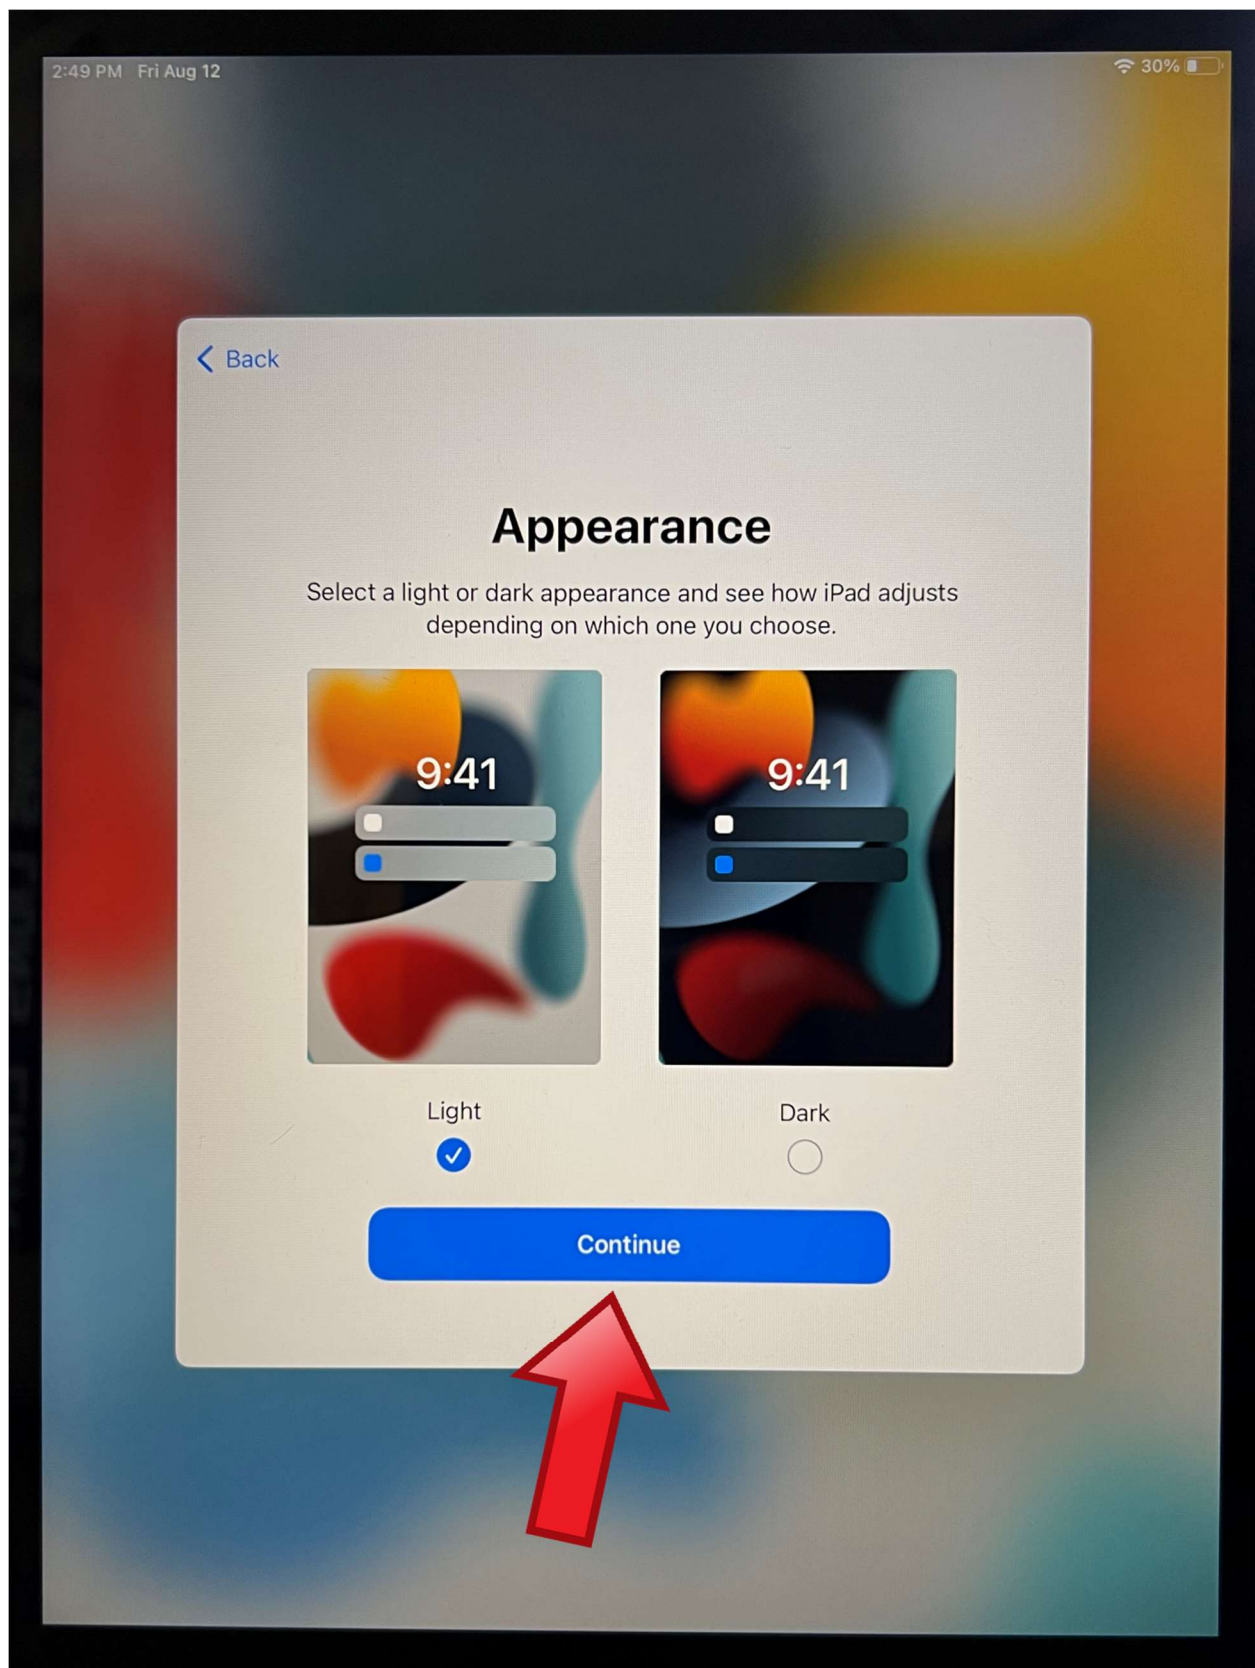 2:49 PM Fri Aug 12
30%
Back
Appearance
Select a light or dark appearance and see how iPad adjusts
depending on which one you choose.
9:41
9:41
Light
Dark
Continue